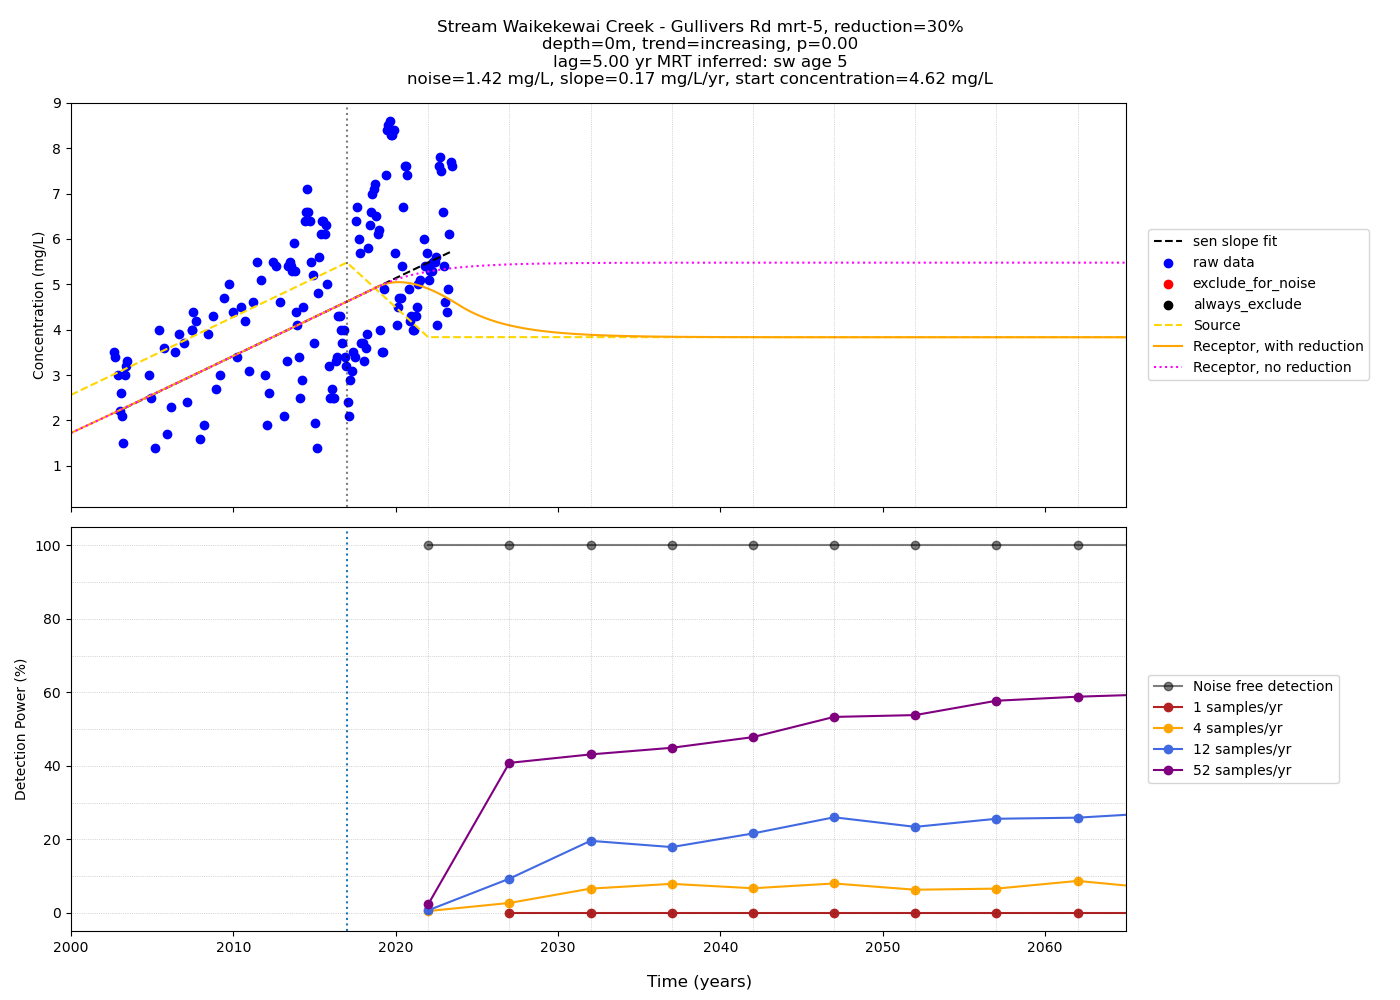 Stream Waikekewai Creek - Gullivers Rd mrt-5, reduction=30%
depth=0m, trend=increasing, p=0.00
lag=5.00 yr MRT inferred: sw age 5
noise=1.42 mg/L, slope=0.17 mg/L/yr, start concentration=4.62 mg/L
9
8
7
6
5
4
3
2
1
Concentration (mg/L)
sen slope fit
raw data
exclude_for_noise
always_exclude
Source
Receptor, with reduction
Receptor, no reduction
100
80
60
40
20
0
Detection Power (%)
Noise free detection
1 samples/yr
4 samples/yr
12 samples/yr
52 samples/yr
2000 2010 2020 2030 2040 2050 2060
Time (years)